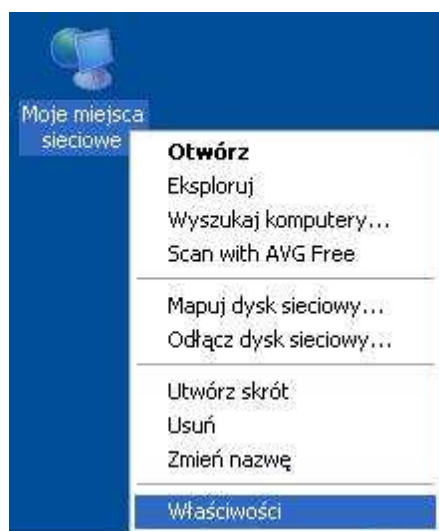 Moje miejsca
sieciowe
Otwórz
Eksploruj
Wyszukaj komputery...
Scan with AVG Free
Mapuj dysk sieciowy...
Odłącz dysk sieciowy...
Utwórz skrót
Usuń
Zmień nazwę
Właściwości